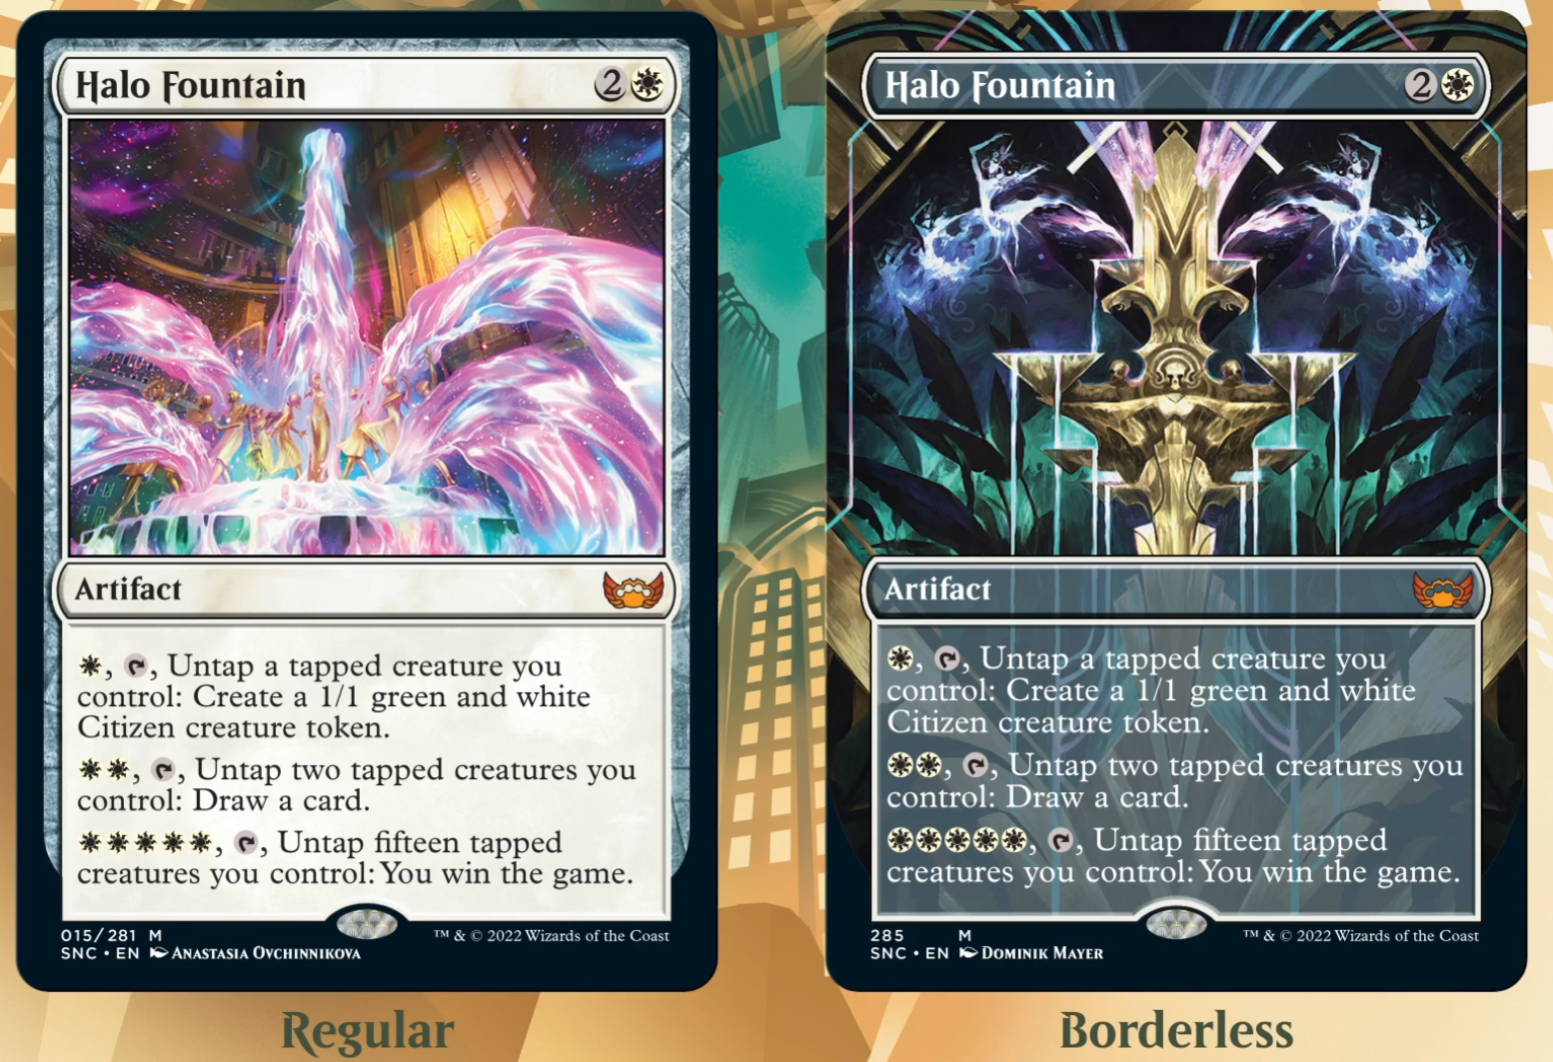 Halo Fountain 2
Artifact
, , Untap a tapped creature you
control: Create a 1/1 green and white
Citizen creature token.
, , Untap two tapped creatures you
control: Draw a card.
, , Untap fifteen tapped
creatures you control: You win the game.
015/281 M
SNC • EN ANASTASIA OVCHINNIKOVA
™ & © 2022 Wizards of the Coast
Regular
Halo Fountain 2
Artifact
, , Untap a tapped creature you
control: Create a 1/1 green and white
Citizen creature token.
, , Untap two tapped creatures you
control: Draw a card.
, , Untap fifteen tapped
creatures you control: You win the game.
285 M
SNC • EN DOMINIK MAYER
™ & © 2022 Wizards of the Coast
Borderless